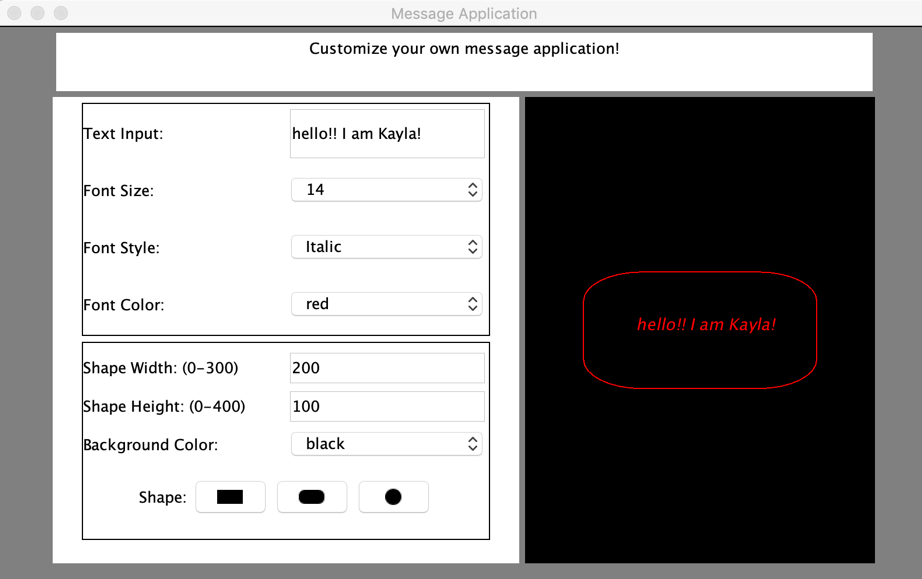 Message Application
Customize your own message application!
Text Input: hello!! I am Kayla!
Font Size: 14
Font Style: Italic
Font Color: red
Shape Width: (0-300) 200
Shape Height: (0-400) 100
Background Color: black
Shape:
hello!! I am Kayla!